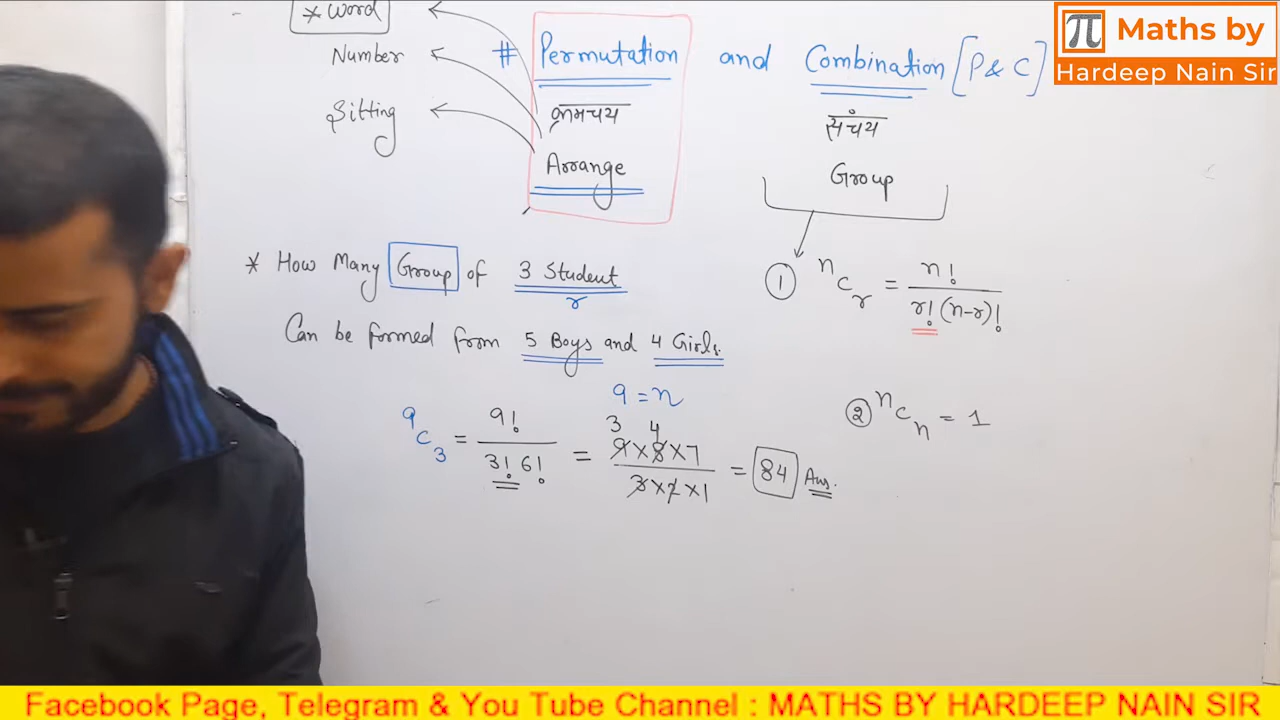 * Word
Number
Sitting
# Permutation and Combination [P & C]
क्रमचय
संचय
Arrange
Group
* How Many Group of 3 Student
r
Can be formed from 5 Boys and 4 Girls.
9 = n
⁹C₃ = 9! / 3! 6! = 9×8×7 / 3×2×1 = 84 Ans.
3 4
① ⁿCᵣ = n! / r! (n-r)!
② ⁿCₙ = 1
π Maths by
Hardeep Nain Sir
Facebook Page, Telegram & You Tube Channel : MATHS BY HARDEEP NAIN SIR